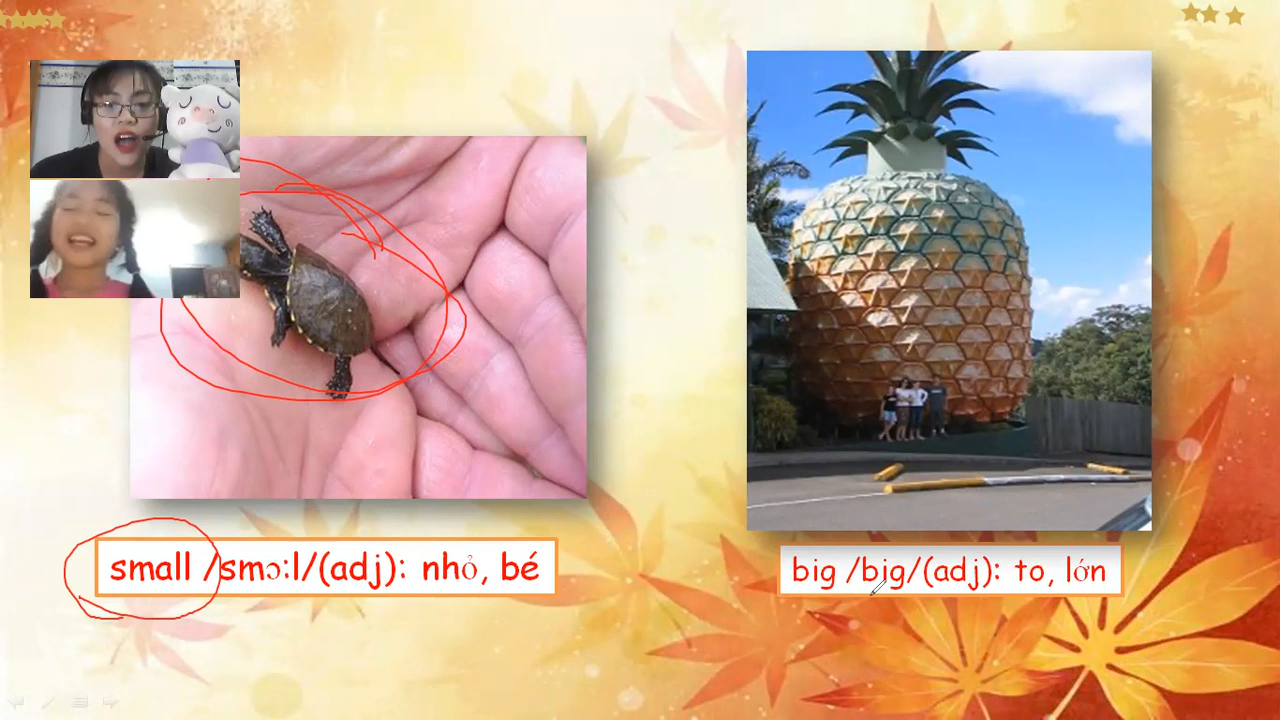 small /smɔ:l/(adj): nhỏ, bé
big /big/(adj): to, lớn